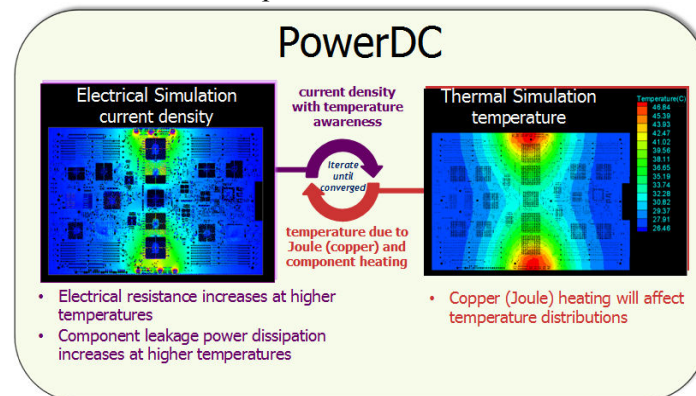 PowerDC
Electrical Simulation
current density
current density
with temperature
awareness
Iterate
until
converged
temperature due to
Joule (copper) and
component heating
Thermal Simulation
temperature
Temperature(C)
46.84
45.39
43.93
42.47
41.02
39.56
38.11
36.65
35.19
33.74
32.28
30.82
29.37
27.91
26.46
• Electrical resistance increases at higher
temperatures
• Component leakage power dissipation
increases at higher temperatures
• Copper (Joule) heating will affect
temperature distributions